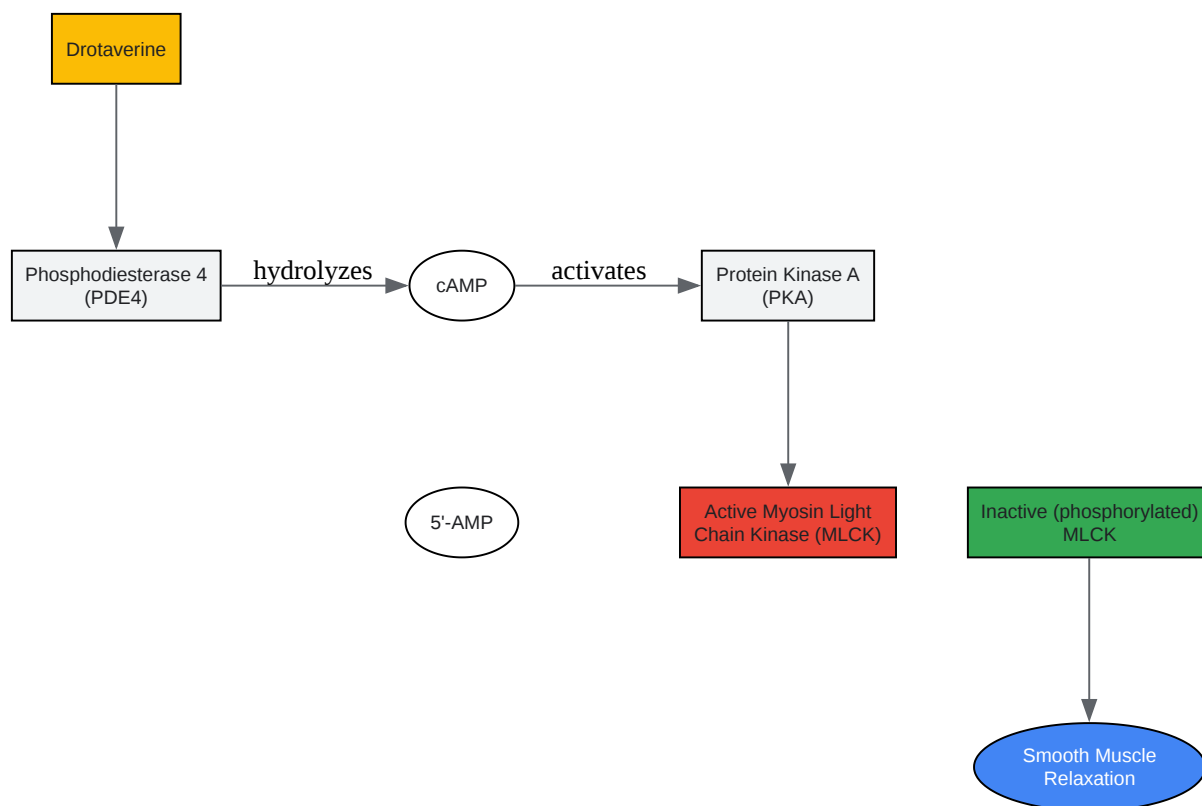 Drotaverine
Phosphodiesterase 4
(PDE4)
hydrolyzes
cAMP
activates
Protein Kinase A
(PKA)
5'-AMP
Active Myosin Light
Chain Kinase (MLCK)
Inactive (phosphorylated)
MLCK
Smooth Muscle
Relaxation